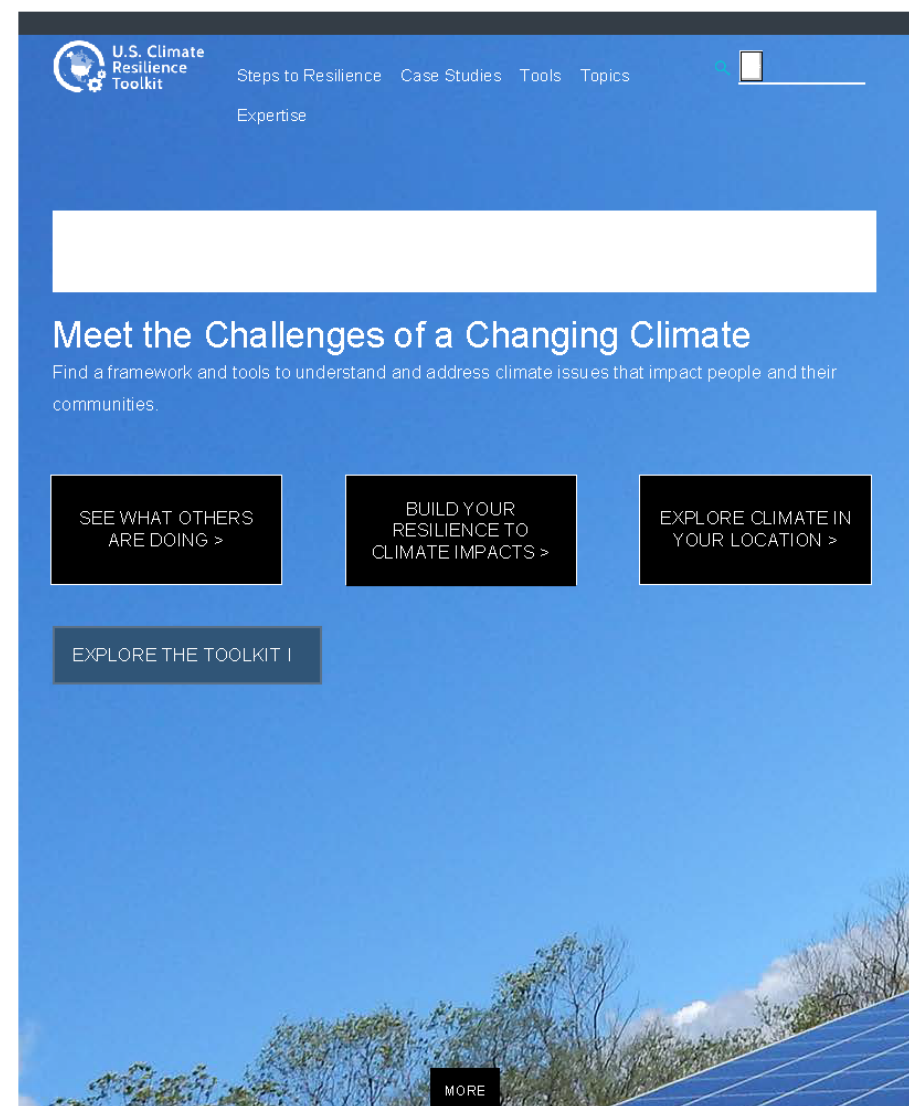 U.S. Climate
Resilience
Toolkit
Steps to Resilience Case Studies Tools Topics
Expertise
Meet the Challenges of a Changing Climate
Find a framework and tools to understand and address climate issues that impact people and their
communities.
SEE WHAT OTHERS
ARE DOING >
BUILD YOUR
RESILIENCE TO
CLIMATE IMPACTS >
EXPLORE CLIMATE IN
YOUR LOCATION >
EXPLORE THE TOOLKIT I
MORE